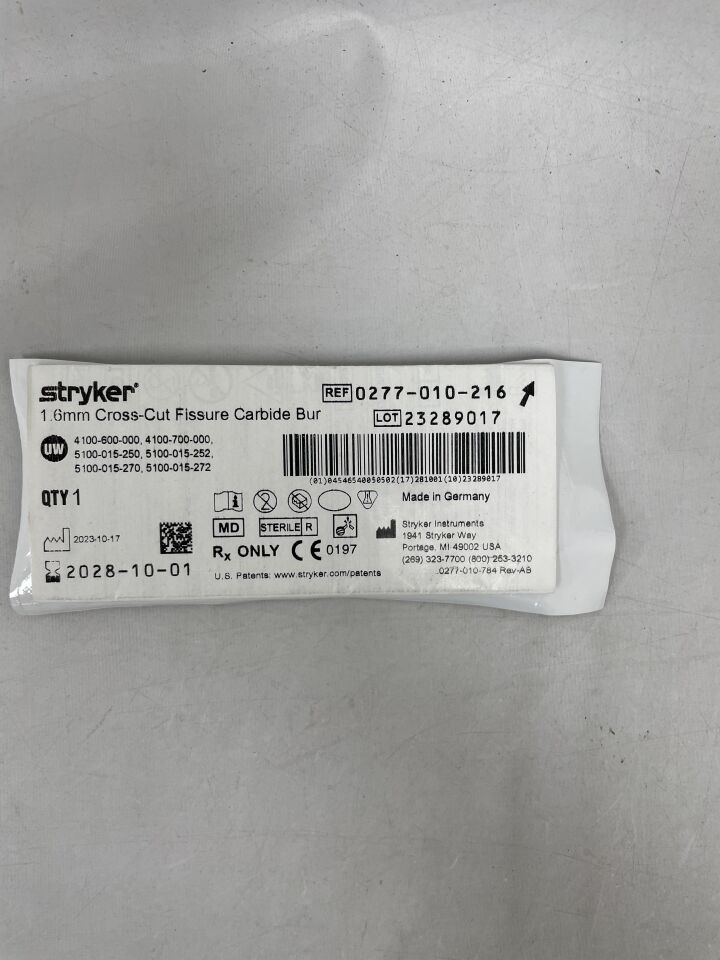 stryker®
REF 0277-010-216
1.6mm Cross-Cut Fissure Carbide Bur
LOT 23289017
UW
4100-600-000, 4100-700-000,
5100-015-250, 5100-015-252,
5100-015-270, 5100-015-272
(01)04546540050502(17)281001(10)23289017
QTY 1
Made in Germany
2023-10-17
MD
STERILE R
Stryker Instruments
1941 Stryker Way
Portage, MI 49002 USA
(269) 323-7700 (800) 253-3210
Rx ONLY CE 0197
2028-10-01
U.S. Patents: www.stryker.com/patents
0277-010-784 Rev-AB